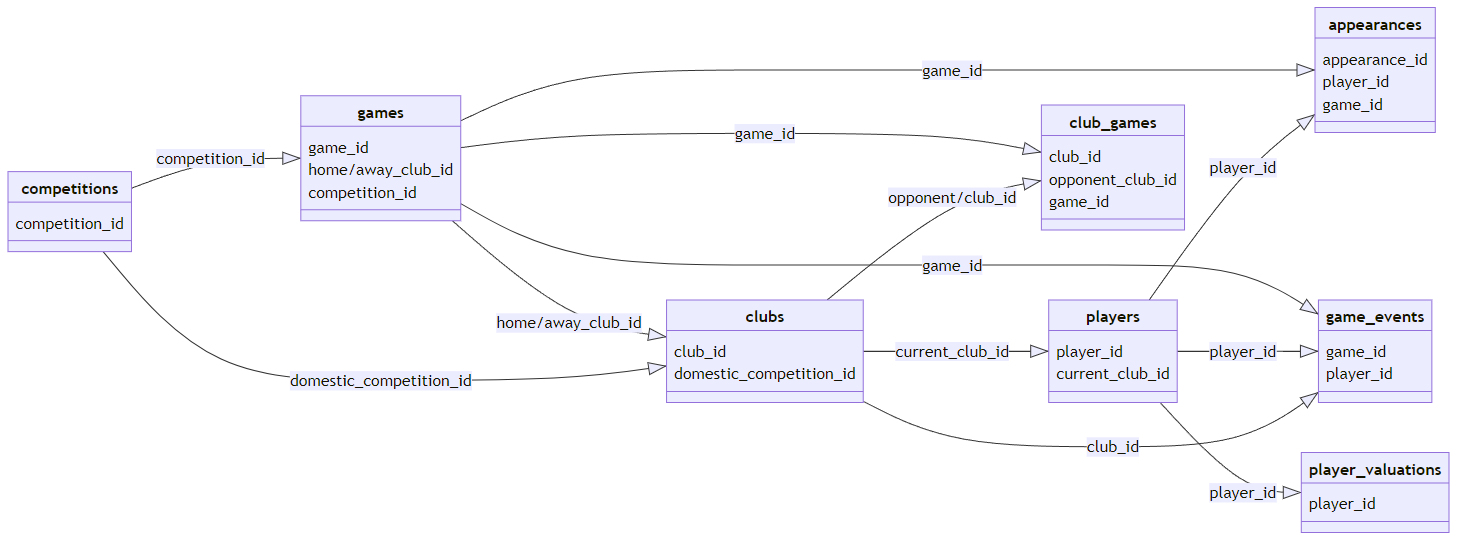 appearances
appearance_id
player_id
game_id
game_id
games
game_id
home/away_club_id
competition_id
club_games
club_id
opponent_club_id
game_id
game_id
competition_id
competitions
competition_id
player_id
opponent/club_id
game_id
home/away_club_id
clubs
club_id
domestic_competition_id
current_club_id
players
player_id
current_club_id
player_id
game_events
game_id
player_id
domestic_competition_id
club_id
player_id
player_valuations
player_id